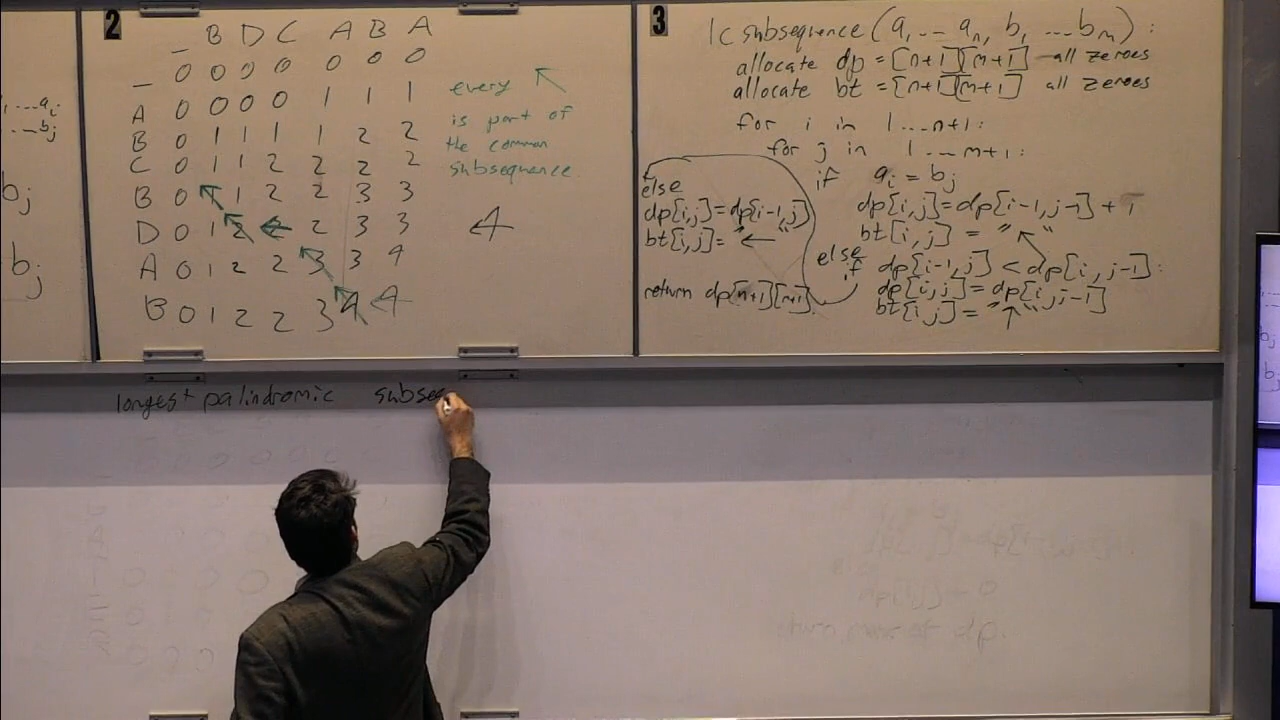 ...aᵢ
...bⱼ
bⱼ
bⱼ
2
_ B D C A B A
_ 0 0 0 0 0 0 0
A 0 0 0 0 1 1 1
B 0 1 1 1 1 2 2
C 0 1 1 2 2 2 2
B 0 ↖ 1 2 2 3 3
D 0 1 2 ← 2 3 3
A 0 1 2 2 3 3 4
B 0 1 2 2 3 4 ← 4
every ↖
is part of
the common
subsequence.
4
3
lc subsequence (a₁ ... aₙ, b₁ ... bₘ):
allocate dp = [n+1][m+1] — all zeroes
allocate bt = [n+1][m+1] all zeroes
for i in 1...n+1:
for j in 1...m+1:
if aᵢ = bⱼ
dp[i,j]=dp[i-1,j-1] + 1
bt[i,j] = "↖"
else if dp[i-1,j] < dp[i,j-1]:
dp[i,j] = dp[i,j-1]
bt[i,j] = "↑"
else
dp[i,j]=dp[i-1,j]
bt[i,j]= "←"
return dp[n+1][m+1].
longest palindromic subseq